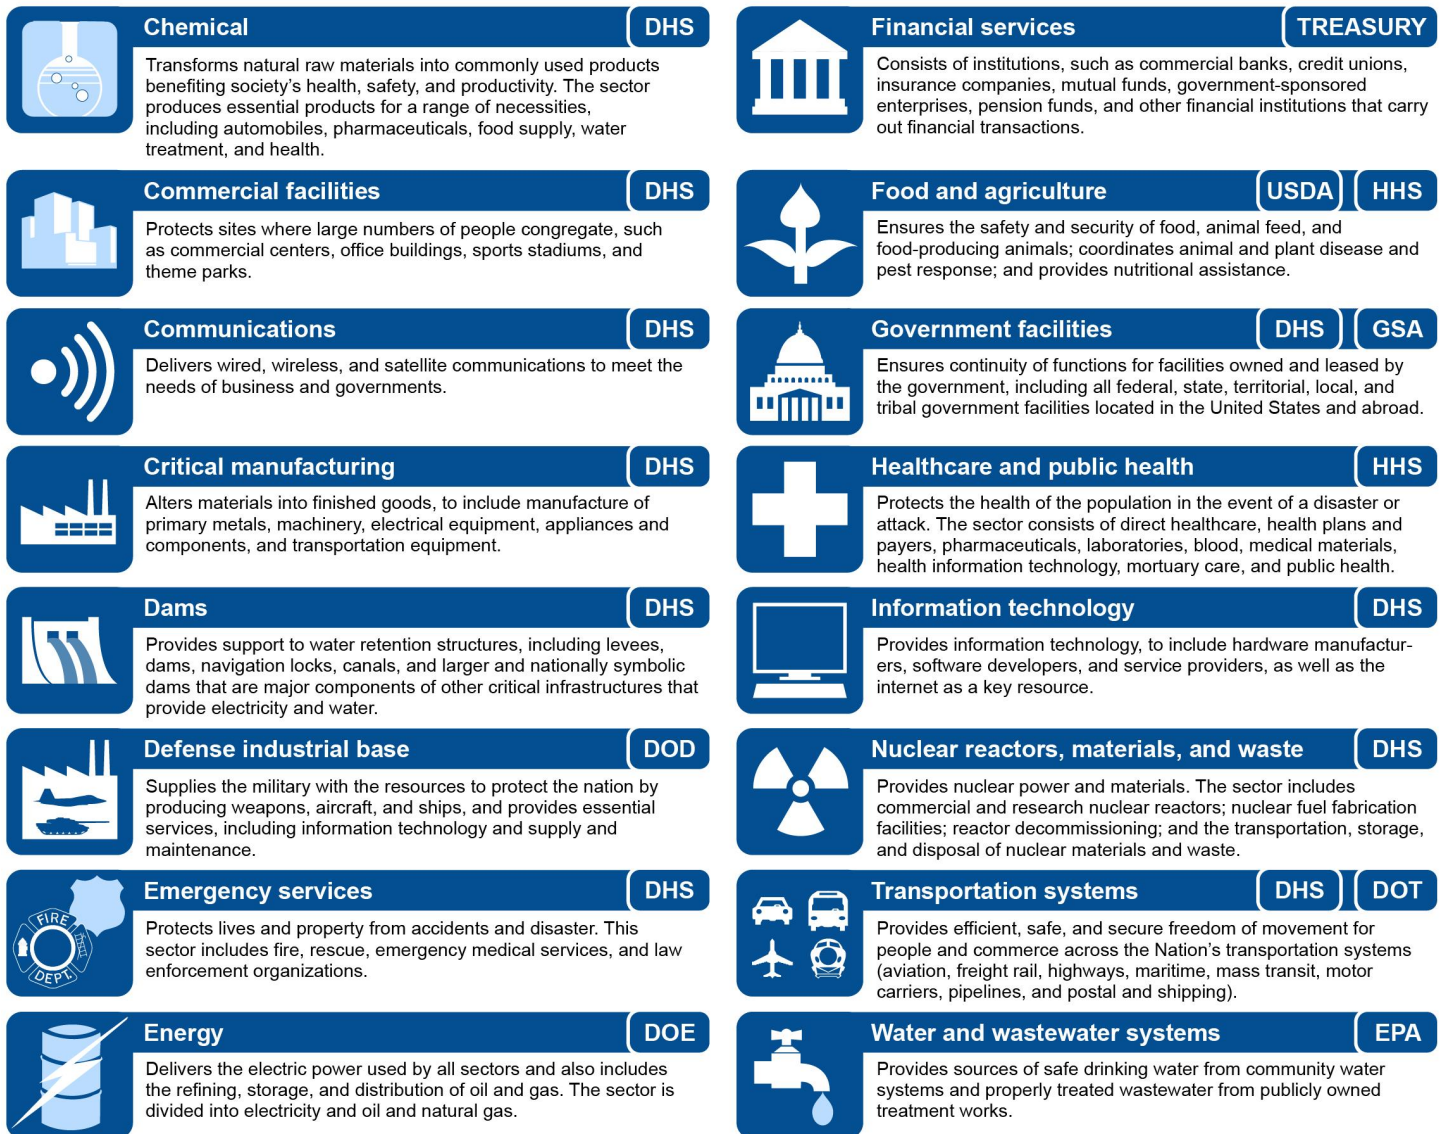 Chemical DHS
Transforms natural raw materials into commonly used products
benefiting society's health, safety, and productivity. The sector
produces essential products for a range of necessities,
including automobiles, pharmaceuticals, food supply, water
treatment, and health.
Commercial facilities DHS
Protects sites where large numbers of people congregate, such
as commercial centers, office buildings, sports stadiums, and
theme parks.
Communications DHS
Delivers wired, wireless, and satellite communications to meet the
needs of business and governments.
Critical manufacturing DHS
Alters materials into finished goods, to include manufacture of
primary metals, machinery, electrical equipment, appliances and
components, and transportation equipment.
Dams DHS
Provides support to water retention structures, including levees,
dams, navigation locks, canals, and larger and nationally symbolic
dams that are major components of other critical infrastructures that
provide electricity and water.
Defense industrial base DOD
Supplies the military with the resources to protect the nation by
producing weapons, aircraft, and ships, and provides essential
services, including information technology and supply and
maintenance.
FIRE
DEPT.
Emergency services DHS
Protects lives and property from accidents and disaster. This
sector includes fire, rescue, emergency medical services, and law
enforcement organizations.
Energy DOE
Delivers the electric power used by all sectors and also includes
the refining, storage, and distribution of oil and gas. The sector is
divided into electricity and oil and natural gas.
Financial services TREASURY
Consists of institutions, such as commercial banks, credit unions,
insurance companies, mutual funds, government-sponsored
enterprises, pension funds, and other financial institutions that carry
out financial transactions.
Food and agriculture USDA HHS
Ensures the safety and security of food, animal feed, and
food-producing animals; coordinates animal and plant disease and
pest response; and provides nutritional assistance.
Government facilities DHS GSA
Ensures continuity of functions for facilities owned and leased by
the government, including all federal, state, territorial, local, and
tribal government facilities located in the United States and abroad.
Healthcare and public health HHS
Protects the health of the population in the event of a disaster or
attack. The sector consists of direct healthcare, health plans and
payers, pharmaceuticals, laboratories, blood, medical materials,
health information technology, mortuary care, and public health.
Information technology DHS
Provides information technology, to include hardware manufactur-
ers, software developers, and service providers, as well as the
internet as a key resource.
Nuclear reactors, materials, and waste DHS
Provides nuclear power and materials. The sector includes
commercial and research nuclear reactors; nuclear fuel fabrication
facilities; reactor decommissioning; and the transportation, storage,
and disposal of nuclear materials and waste.
Transportation systems DHS DOT
Provides efficient, safe, and secure freedom of movement for
people and commerce across the Nation's transportation systems
(aviation, freight rail, highways, maritime, mass transit, motor
carriers, pipelines, and postal and shipping).
Water and wastewater systems EPA
Provides sources of safe drinking water from community water
systems and properly treated wastewater from publicly owned
treatment works.